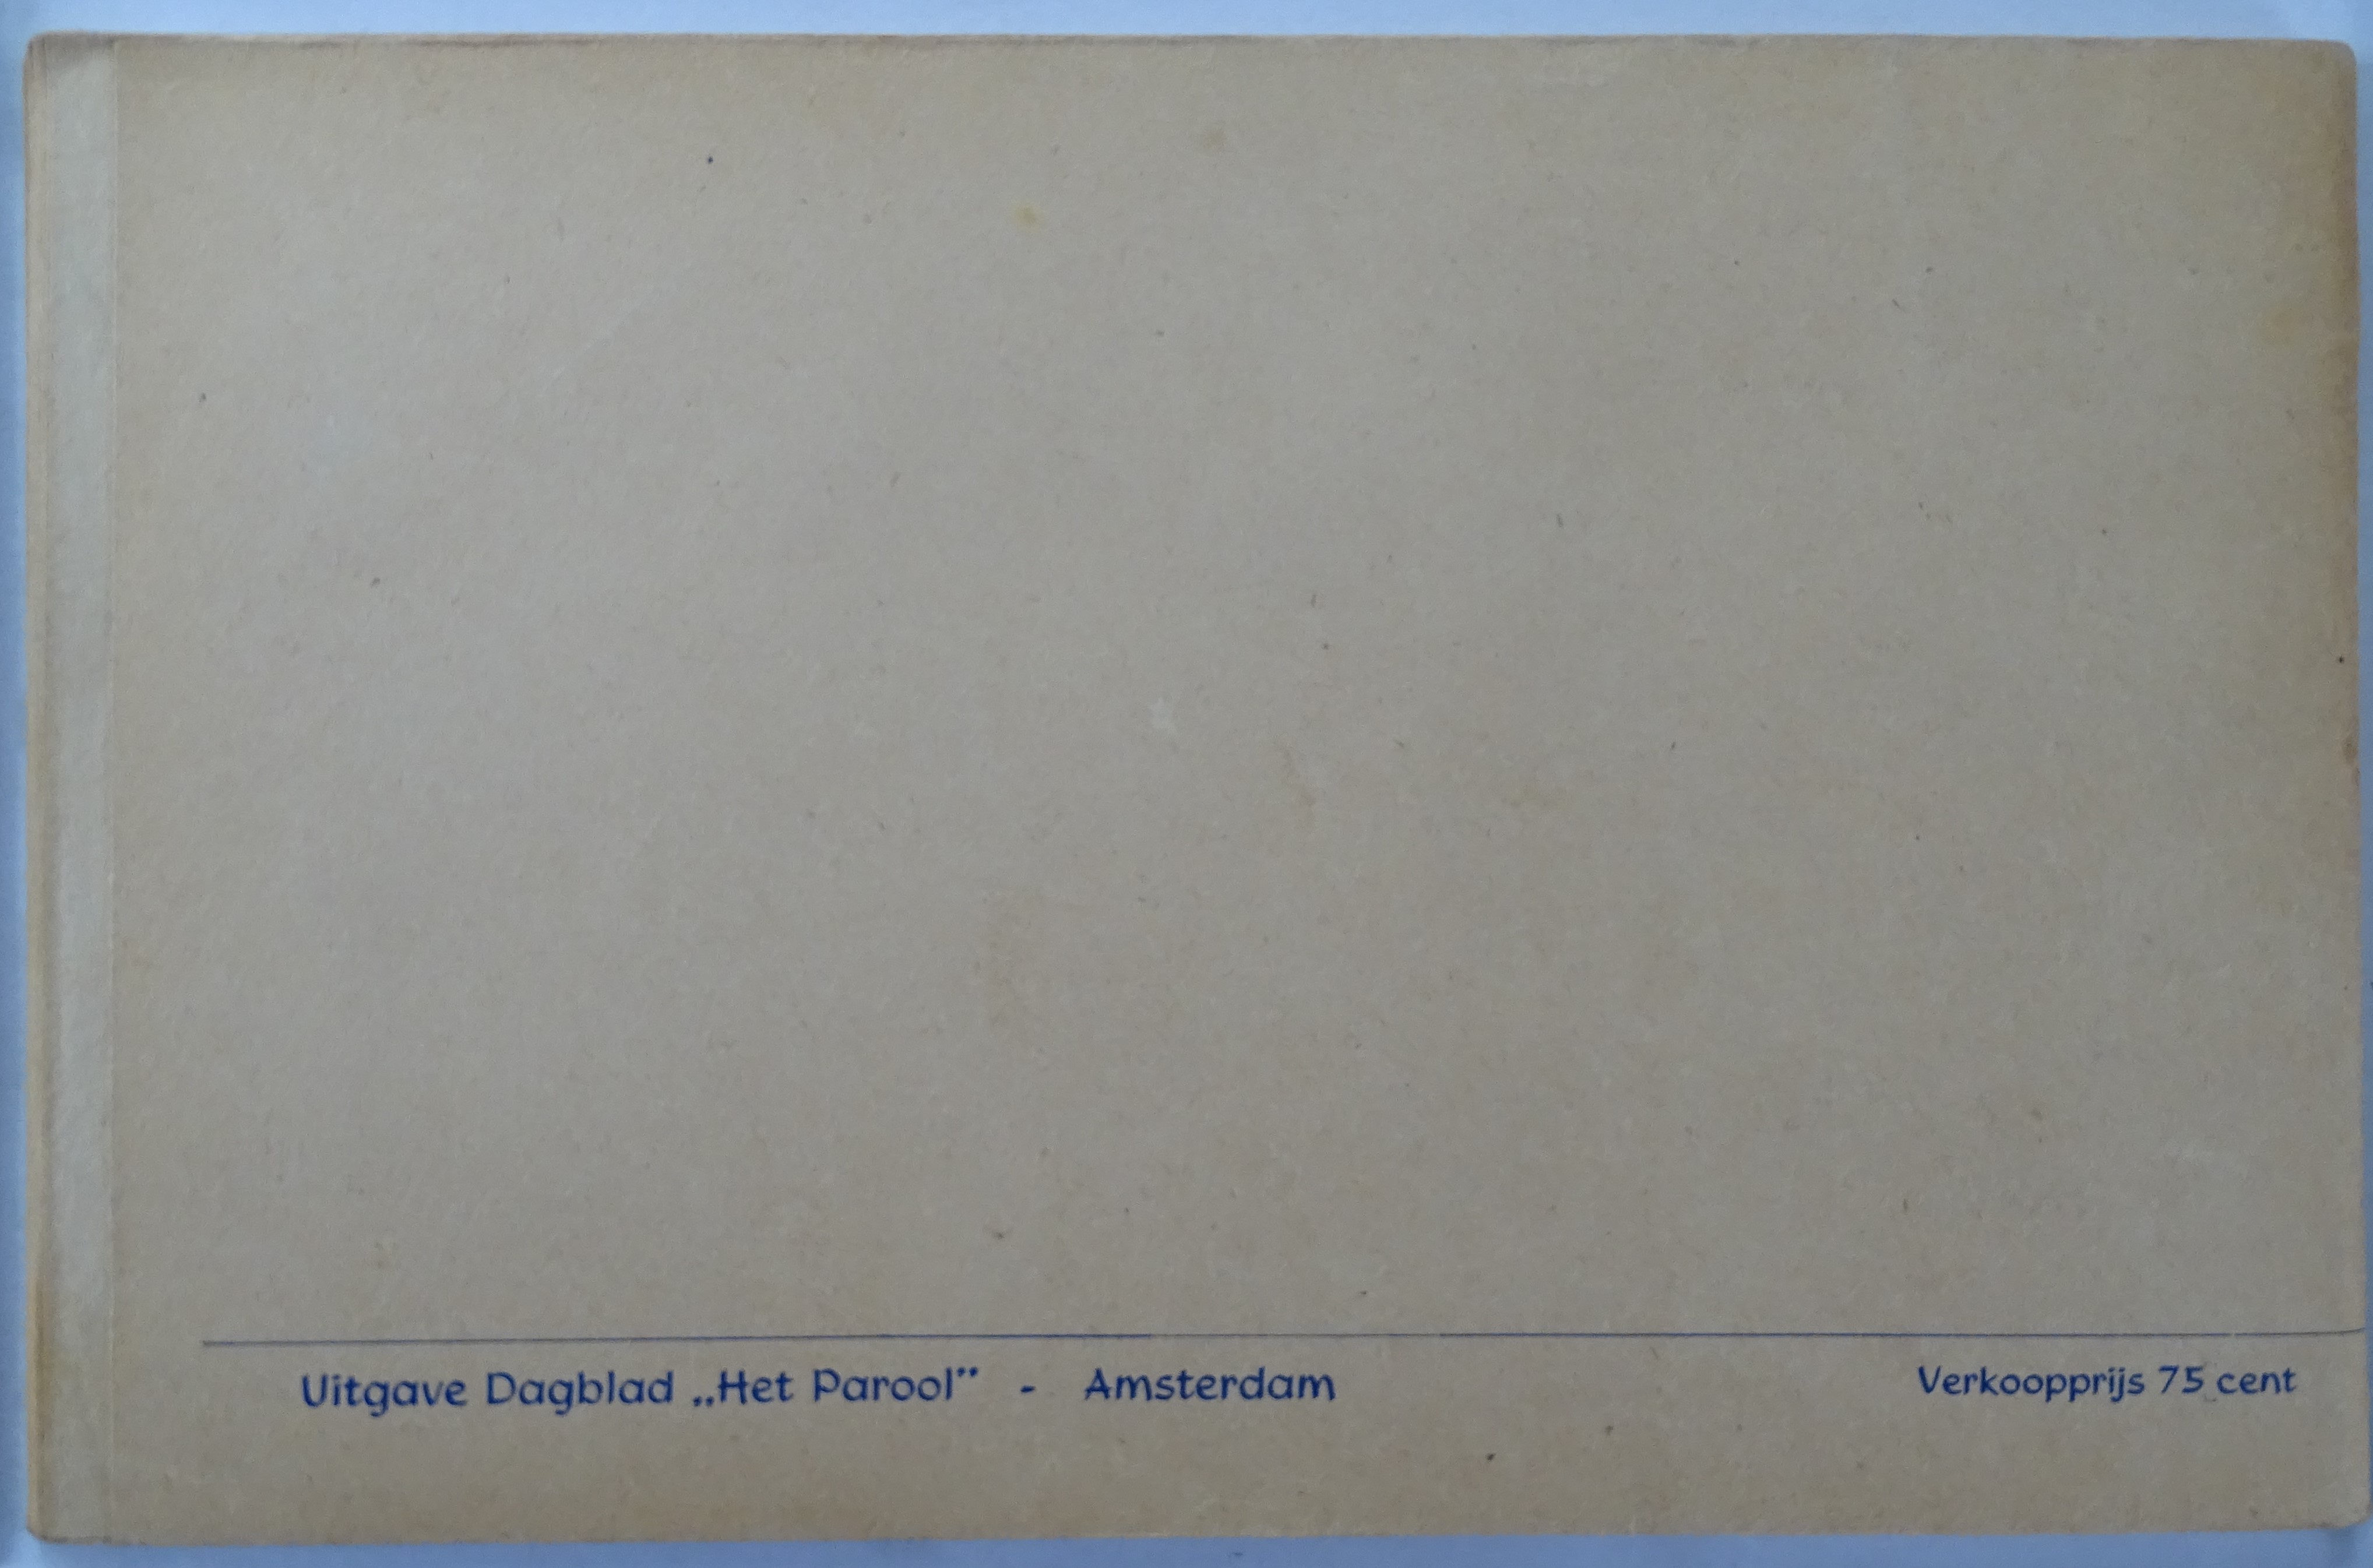 Uitgave Dagblad „Het Parool” - Amsterdam
Verkoopprijs 75 cent